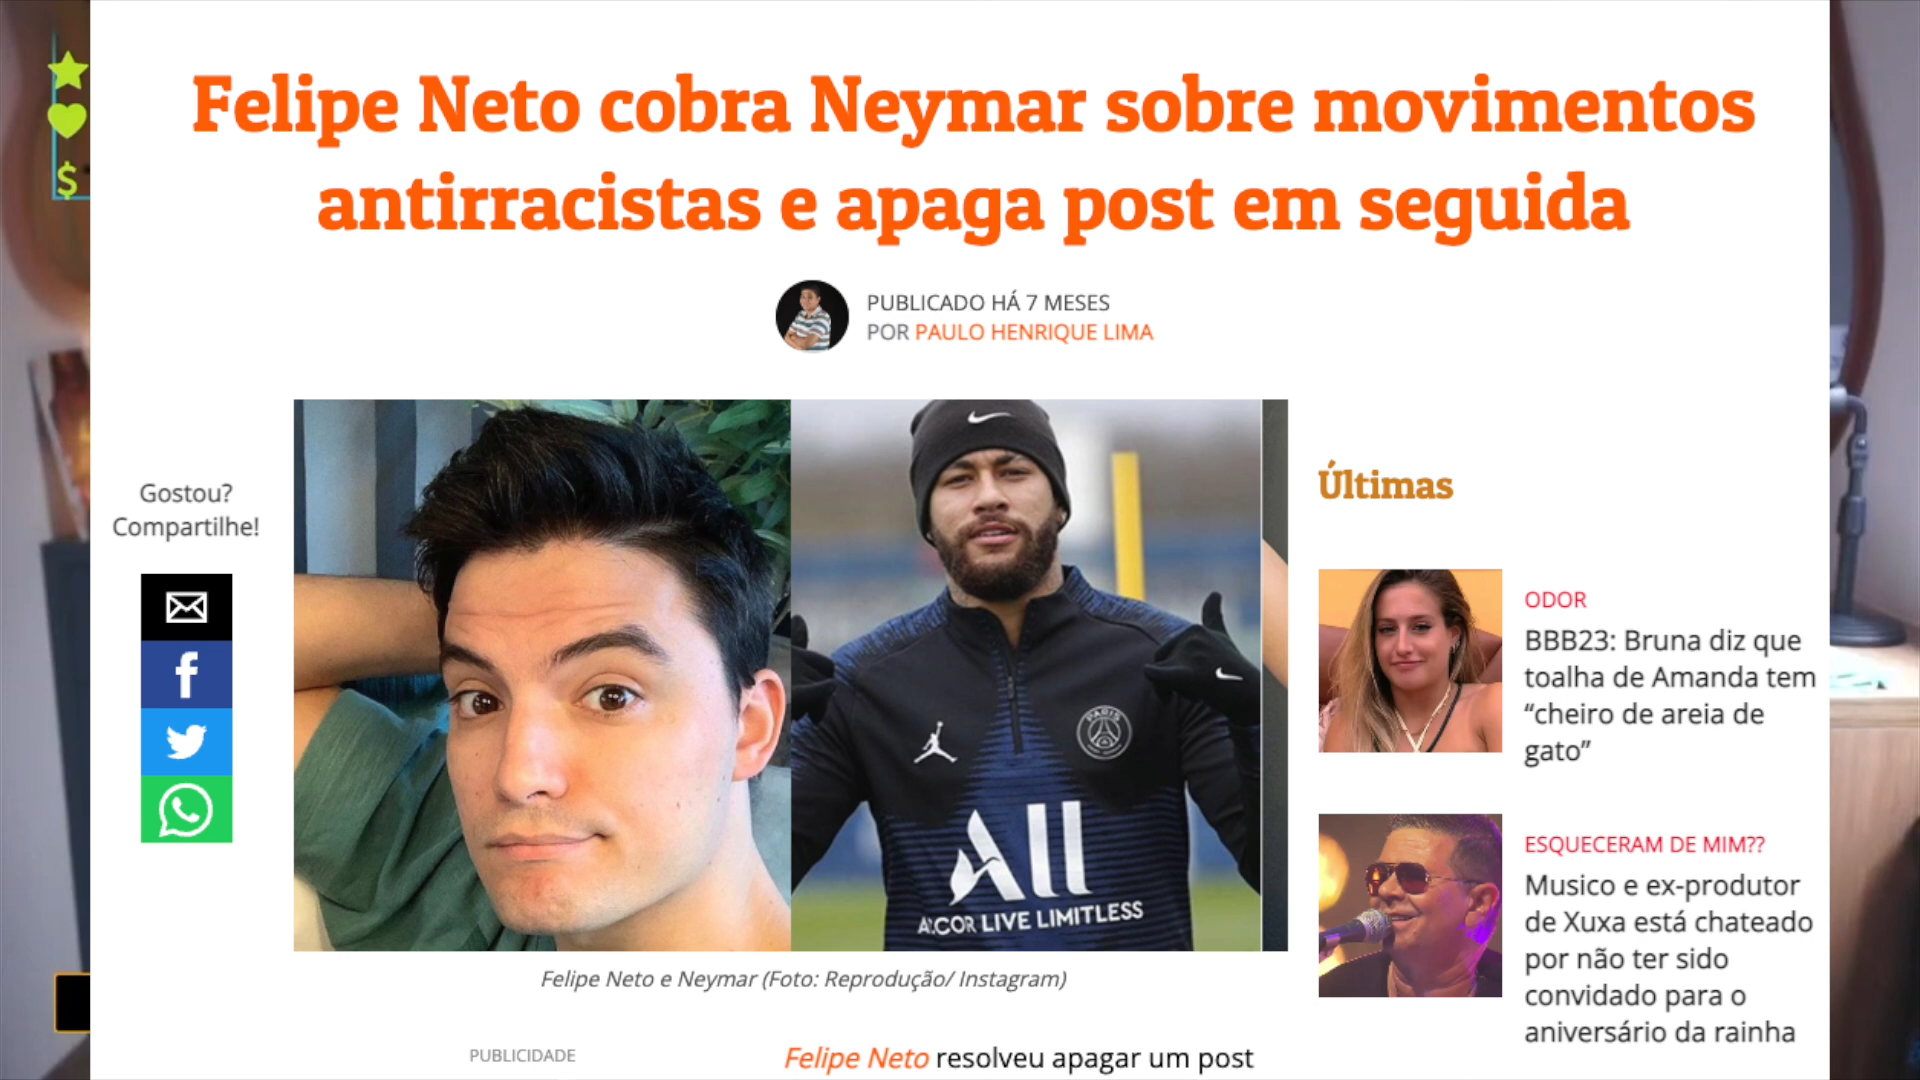 Felipe Neto cobra Neymar sobre movimentos
antirracistas e apaga post em seguida
PUBLICADO HÁ 7 MESES
POR PAULO HENRIQUE LIMA
Gostou?
Compartilhe!
PARIS
ALL
ACCOR LIVE LIMITLESS
Felipe Neto e Neymar (Foto: Reprodução/ Instagram)
PUBLICIDADE
Felipe Neto resolveu apagar um post
Últimas
ODOR
BBB23: Bruna diz que
toalha de Amanda tem
“cheiro de areia de
gato”
ESQUECERAM DE MIM??
Musico e ex-produtor
de Xuxa está chateado
por não ter sido
convidado para o
aniversário da rainha
$